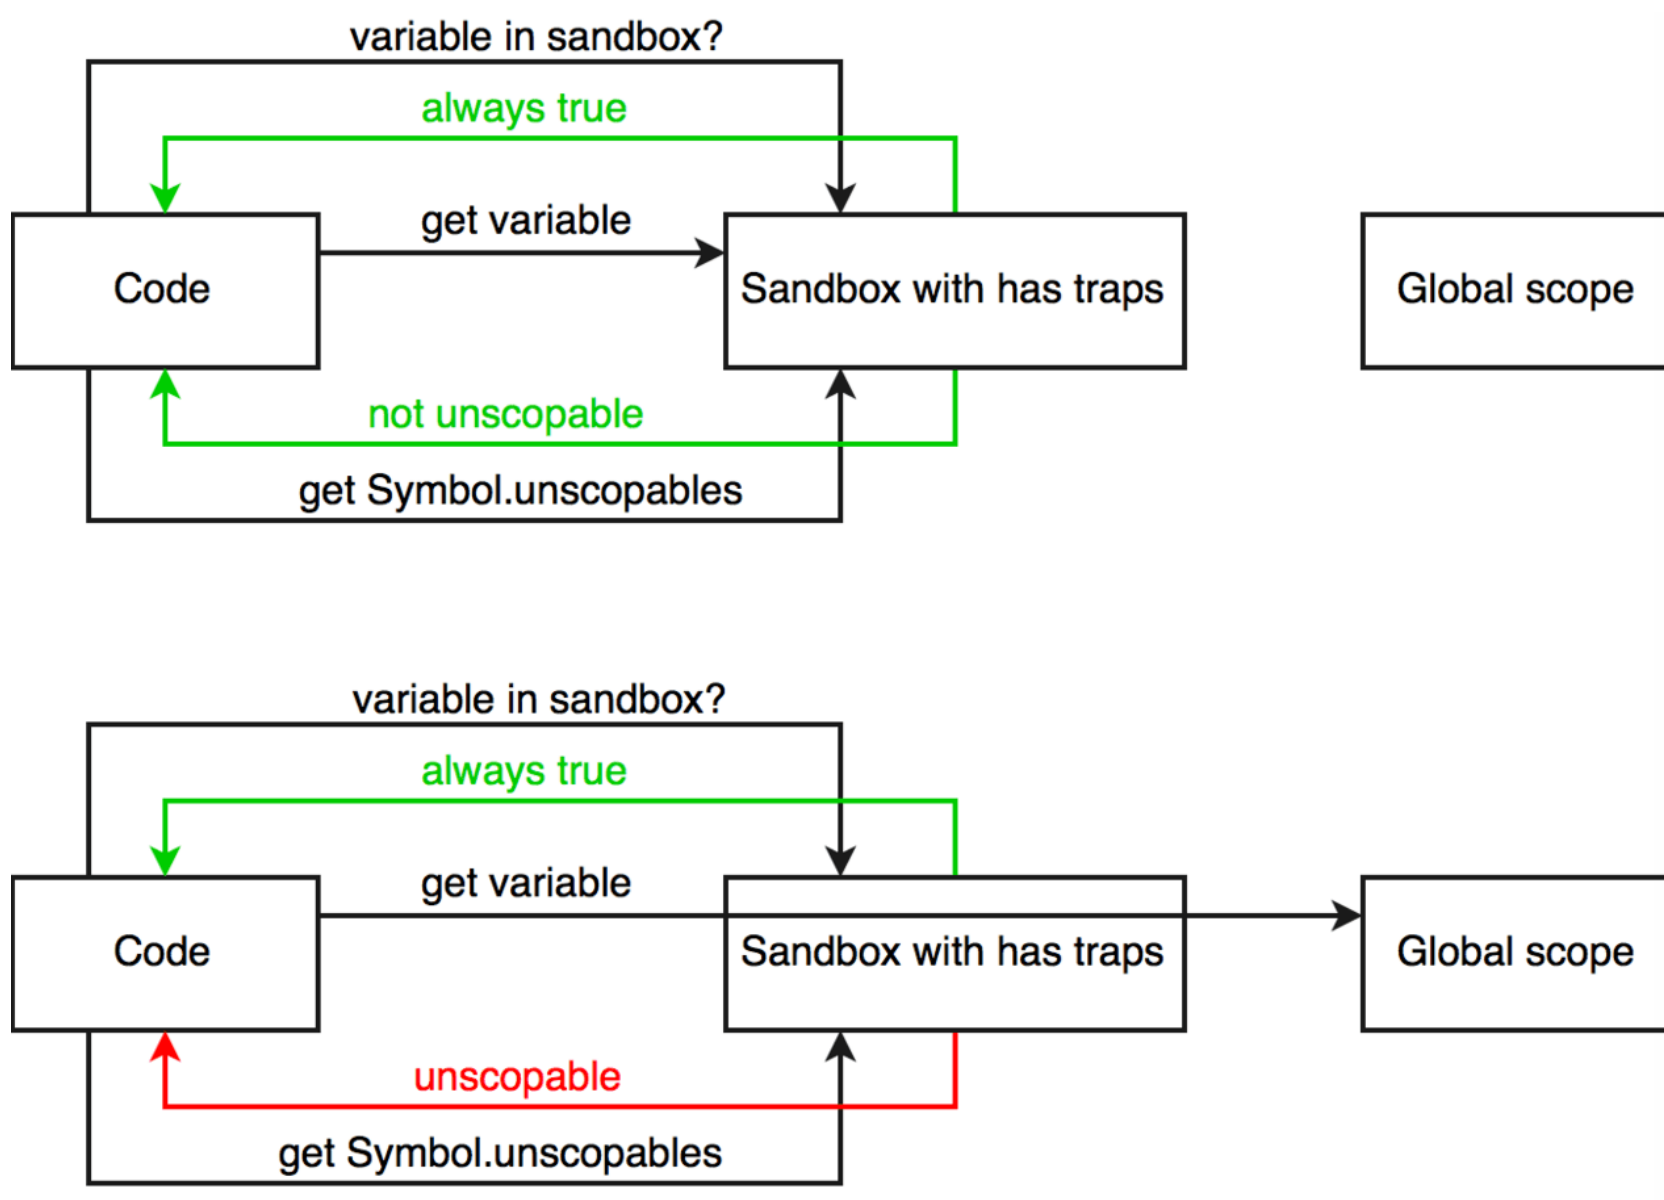 variable in sandbox?
always true
get variable
Code
Sandbox with has traps
Global scope
not unscopable
get Symbol.unscopables
variable in sandbox?
always true
get variable
Code
Sandbox with has traps
Global scope
unscopable
get Symbol.unscopables